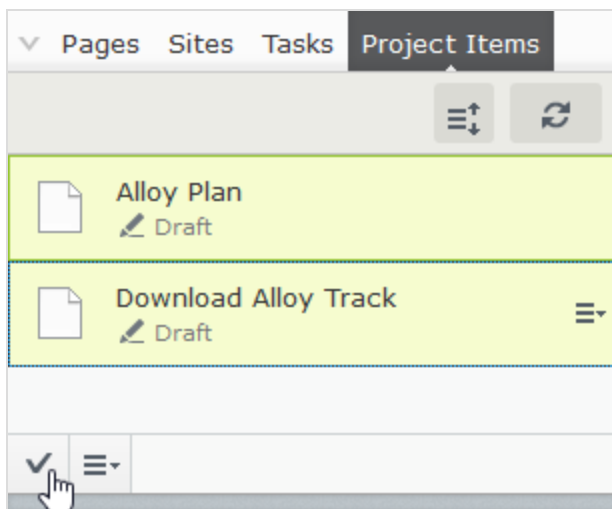 Pages Sites Tasks Project Items
Alloy Plan
Draft
Download Alloy Track
Draft